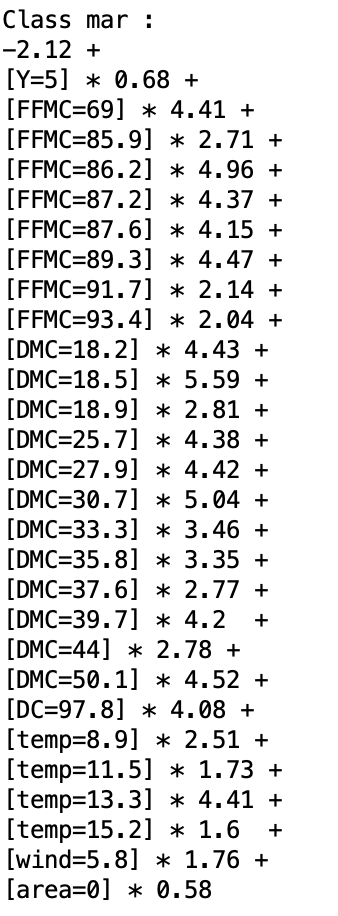 Class mar :
−2.12 +
[Y=5] * 0.68 +
[FFMC=69] * 4.41 +
[FFMC=85.9] * 2.71 +
[FFMC=86.2] * 4.96 +
[FFMC=87.2] * 4.37 +
[FFMC=87.6] * 4.15 +
[FFMC=89.3] * 4.47 +
[FFMC=91.7] * 2.14 +
[FFMC=93.4] * 2.04 +
[DMC=18.2] * 4.43 +
[DMC=18.5] * 5.59 +
[DMC=18.9] * 2.81 +
[DMC=25.7] * 4.38 +
[DMC=27.9] * 4.42 +
[DMC=30.7] * 5.04 +
[DMC=33.3] * 3.46 +
[DMC=35.8] * 3.35 +
[DMC=37.6] * 2.77 +
[DMC=39.7] * 4.2  +
[DMC=44] * 2.78 +
[DMC=50.1] * 4.52 +
[DC=97.8] * 4.08 +
[temp=8.9] * 2.51 +
[temp=11.5] * 1.73 +
[temp=13.3] * 4.41 +
[temp=15.2] * 1.6  +
[wind=5.8] * 1.76 +
[area=0] * 0.58